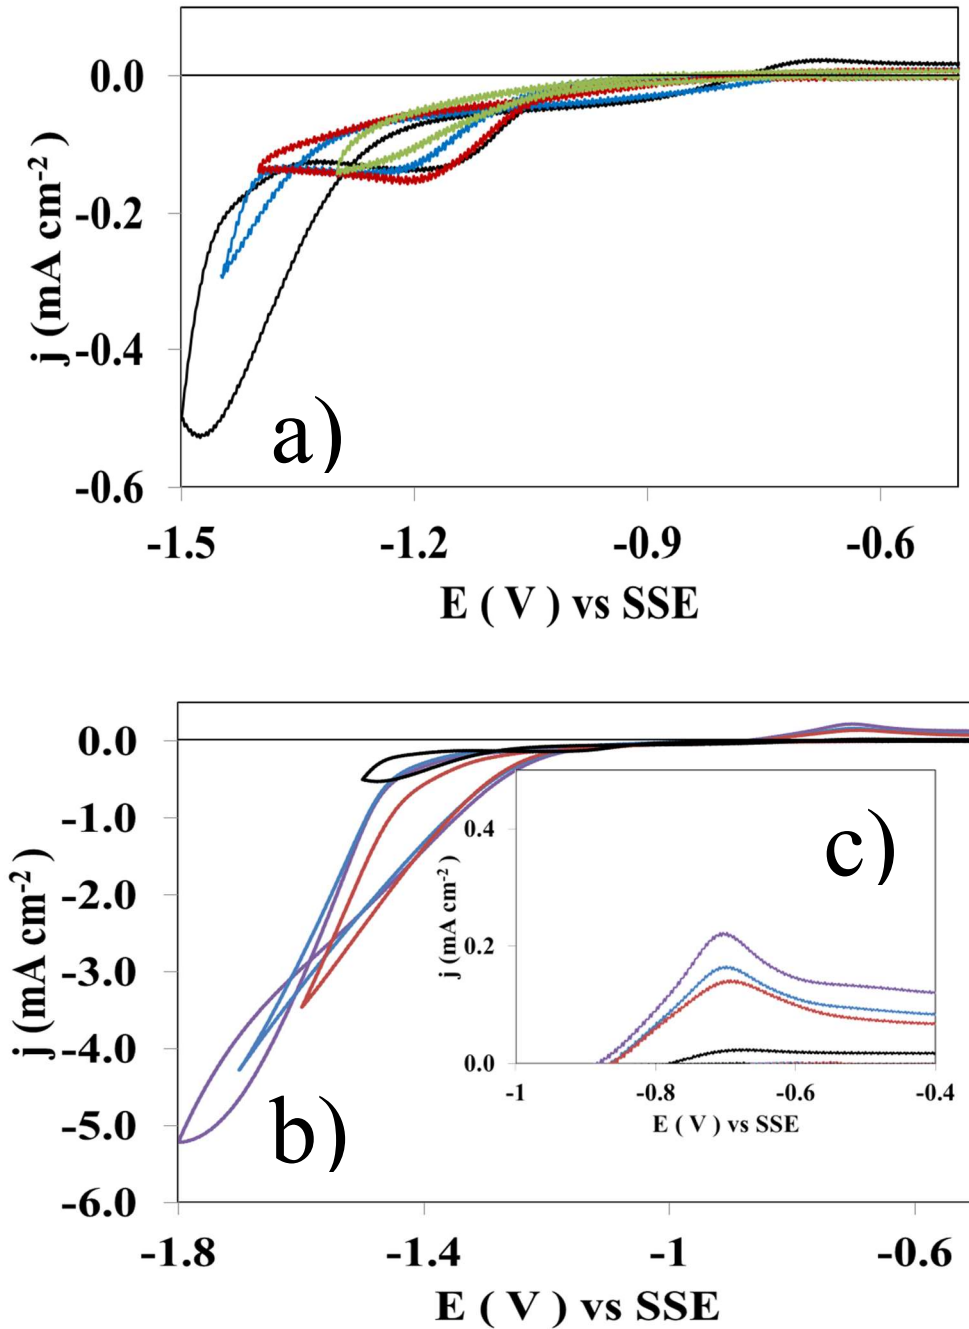 0.0
-0.2
-0.4
-0.6
j (mA cm-2)
a)
-1.5 -1.2 -0.9 -0.6
E ( V ) vs SSE
0.0
-1.0
-2.0
-3.0
-4.0
-5.0
-6.0
j (mA cm-2)
b)
c)
0.4
0.2
0.0
j (mA cm-2 )
-1 -0.8 -0.6 -0.4
E ( V ) vs SSE
-1.8 -1.4 -1 -0.6
E ( V ) vs SSE